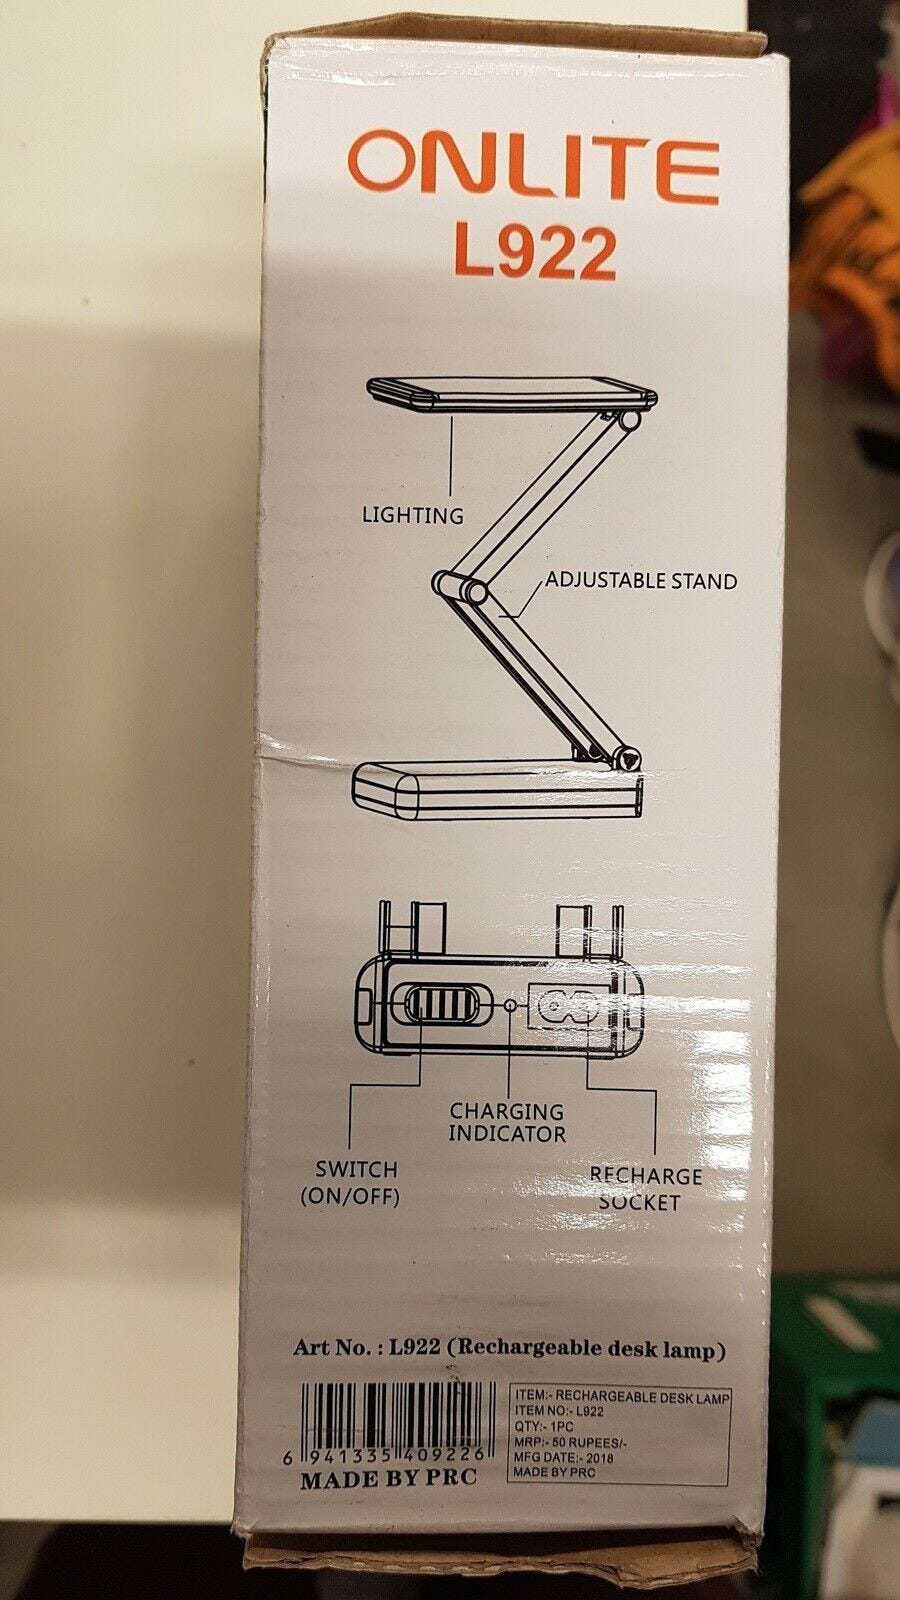 ONLITE
L922
LIGHTING
ADJUSTABLE STAND
CHARGING
INDICATOR
SWITCH
(ON/OFF)
RECHARGE
SOCKET
Art No. : L922 (Rechargeable desk lamp)
6 941335 409226
MADE BY PRC
ITEM:- RECHARGEABLE DESK LAMP
ITEM NO:- L922
QTY:- 1PC
MRP:- 50 RUPEES/-
MFG DATE:- 2018
MADE BY PRC